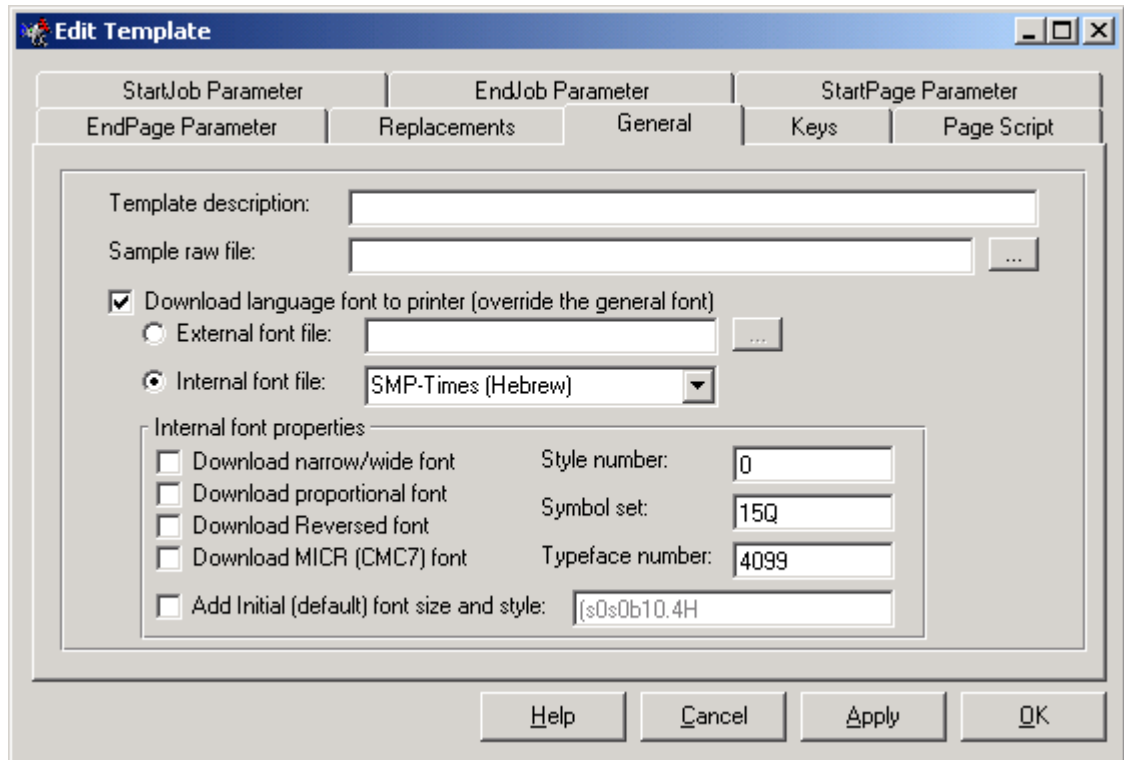 Edit Template
StartJob Parameter EndJob Parameter StartPage Parameter
EndPage Parameter Replacements General Keys Page Script
Template description:
Sample raw file: ...
Download language font to printer (override the general font)
External font file: ...
Internal font file: SMP-Times (Hebrew)
Internal font properties
Download narrow/wide font Style number: 0
Download proportional font
Symbol set: 15Q
Download Reversed font
Download MICR (CMC7) font Typeface number: 4099
Add Initial (default) font size and style: (s0s0b10.4H
Help Cancel Apply OK